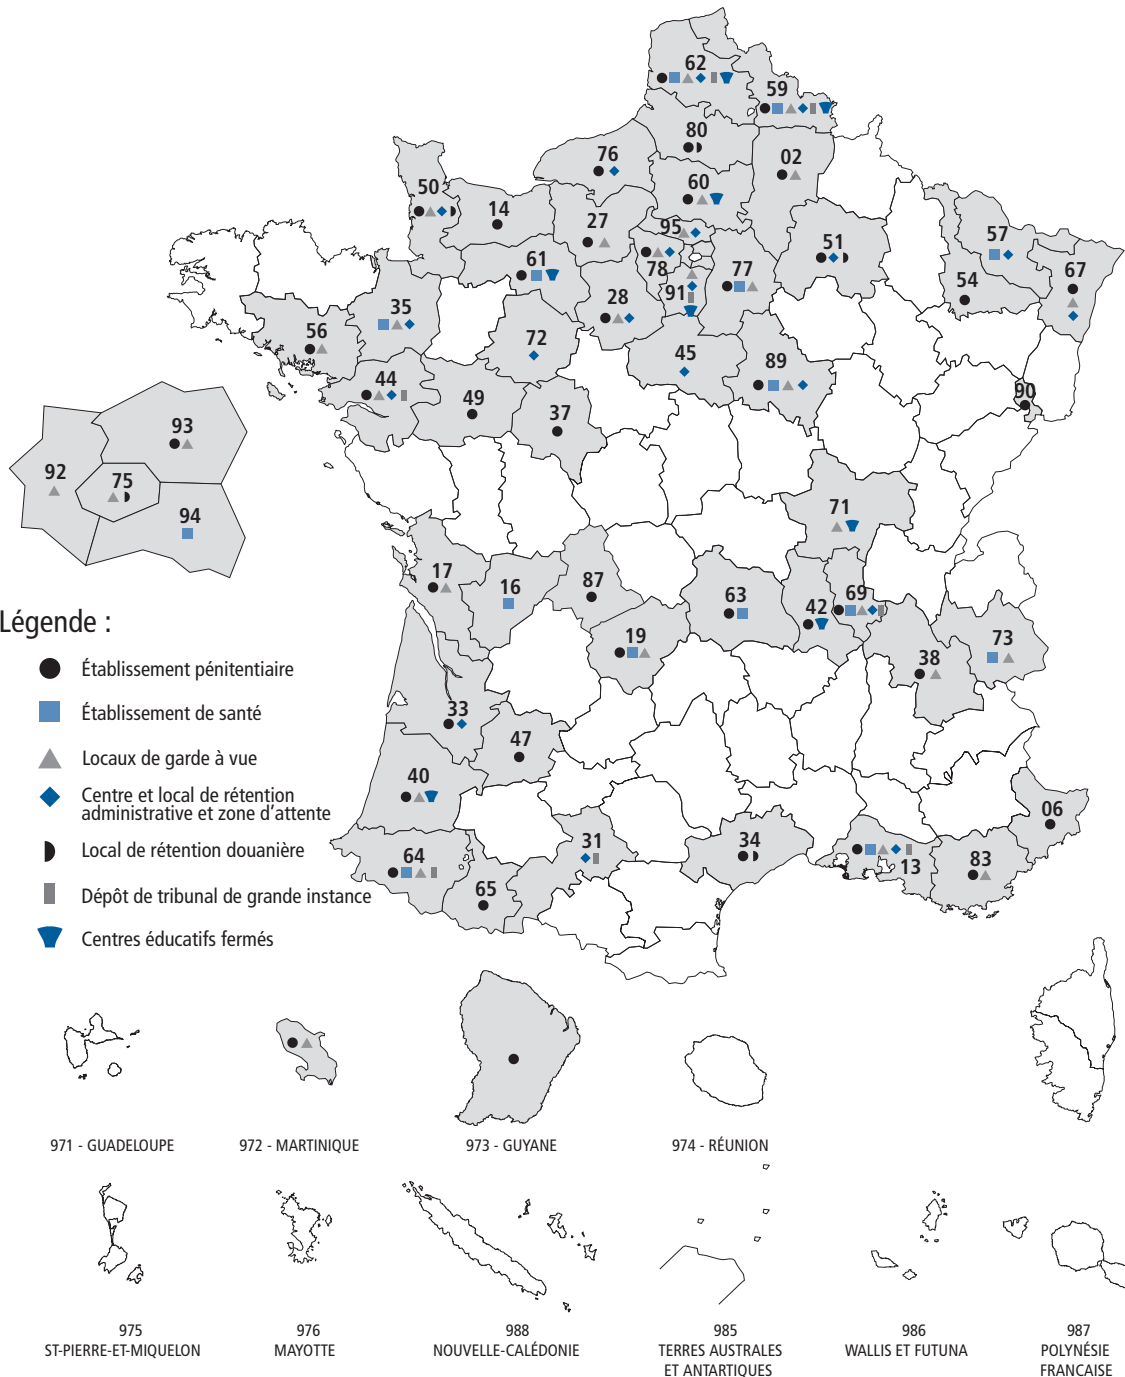 62
59
80
02
76
60
50
14
27
95
51
57
61
78
77
67
54
91
28
35
56
72
45
89
44
49
37
90
93
92
75
94
71
17
16
87
63
42
69
19
73
38
33
47
40
06
31
34
64
13
83
65
Légende :
Établissement pénitentiaire
Établissement de santé
Locaux de garde à vue
Centre et local de rétention
administrative et zone d'attente
Local de rétention douanière
Dépôt de tribunal de grande instance
Centres éducatifs fermés
971 - GUADELOUPE
972 - MARTINIQUE
973 - GUYANE
974 - RÉUNION
975
ST-PIERRE-ET-MIQUELON
976
MAYOTTE
988
NOUVELLE-CALÉDONIE
985
TERRES AUSTRALES
ET ANTARTIQUES
986
WALLIS ET FUTUNA
987
POLYNÉSIE
FRANCAISE